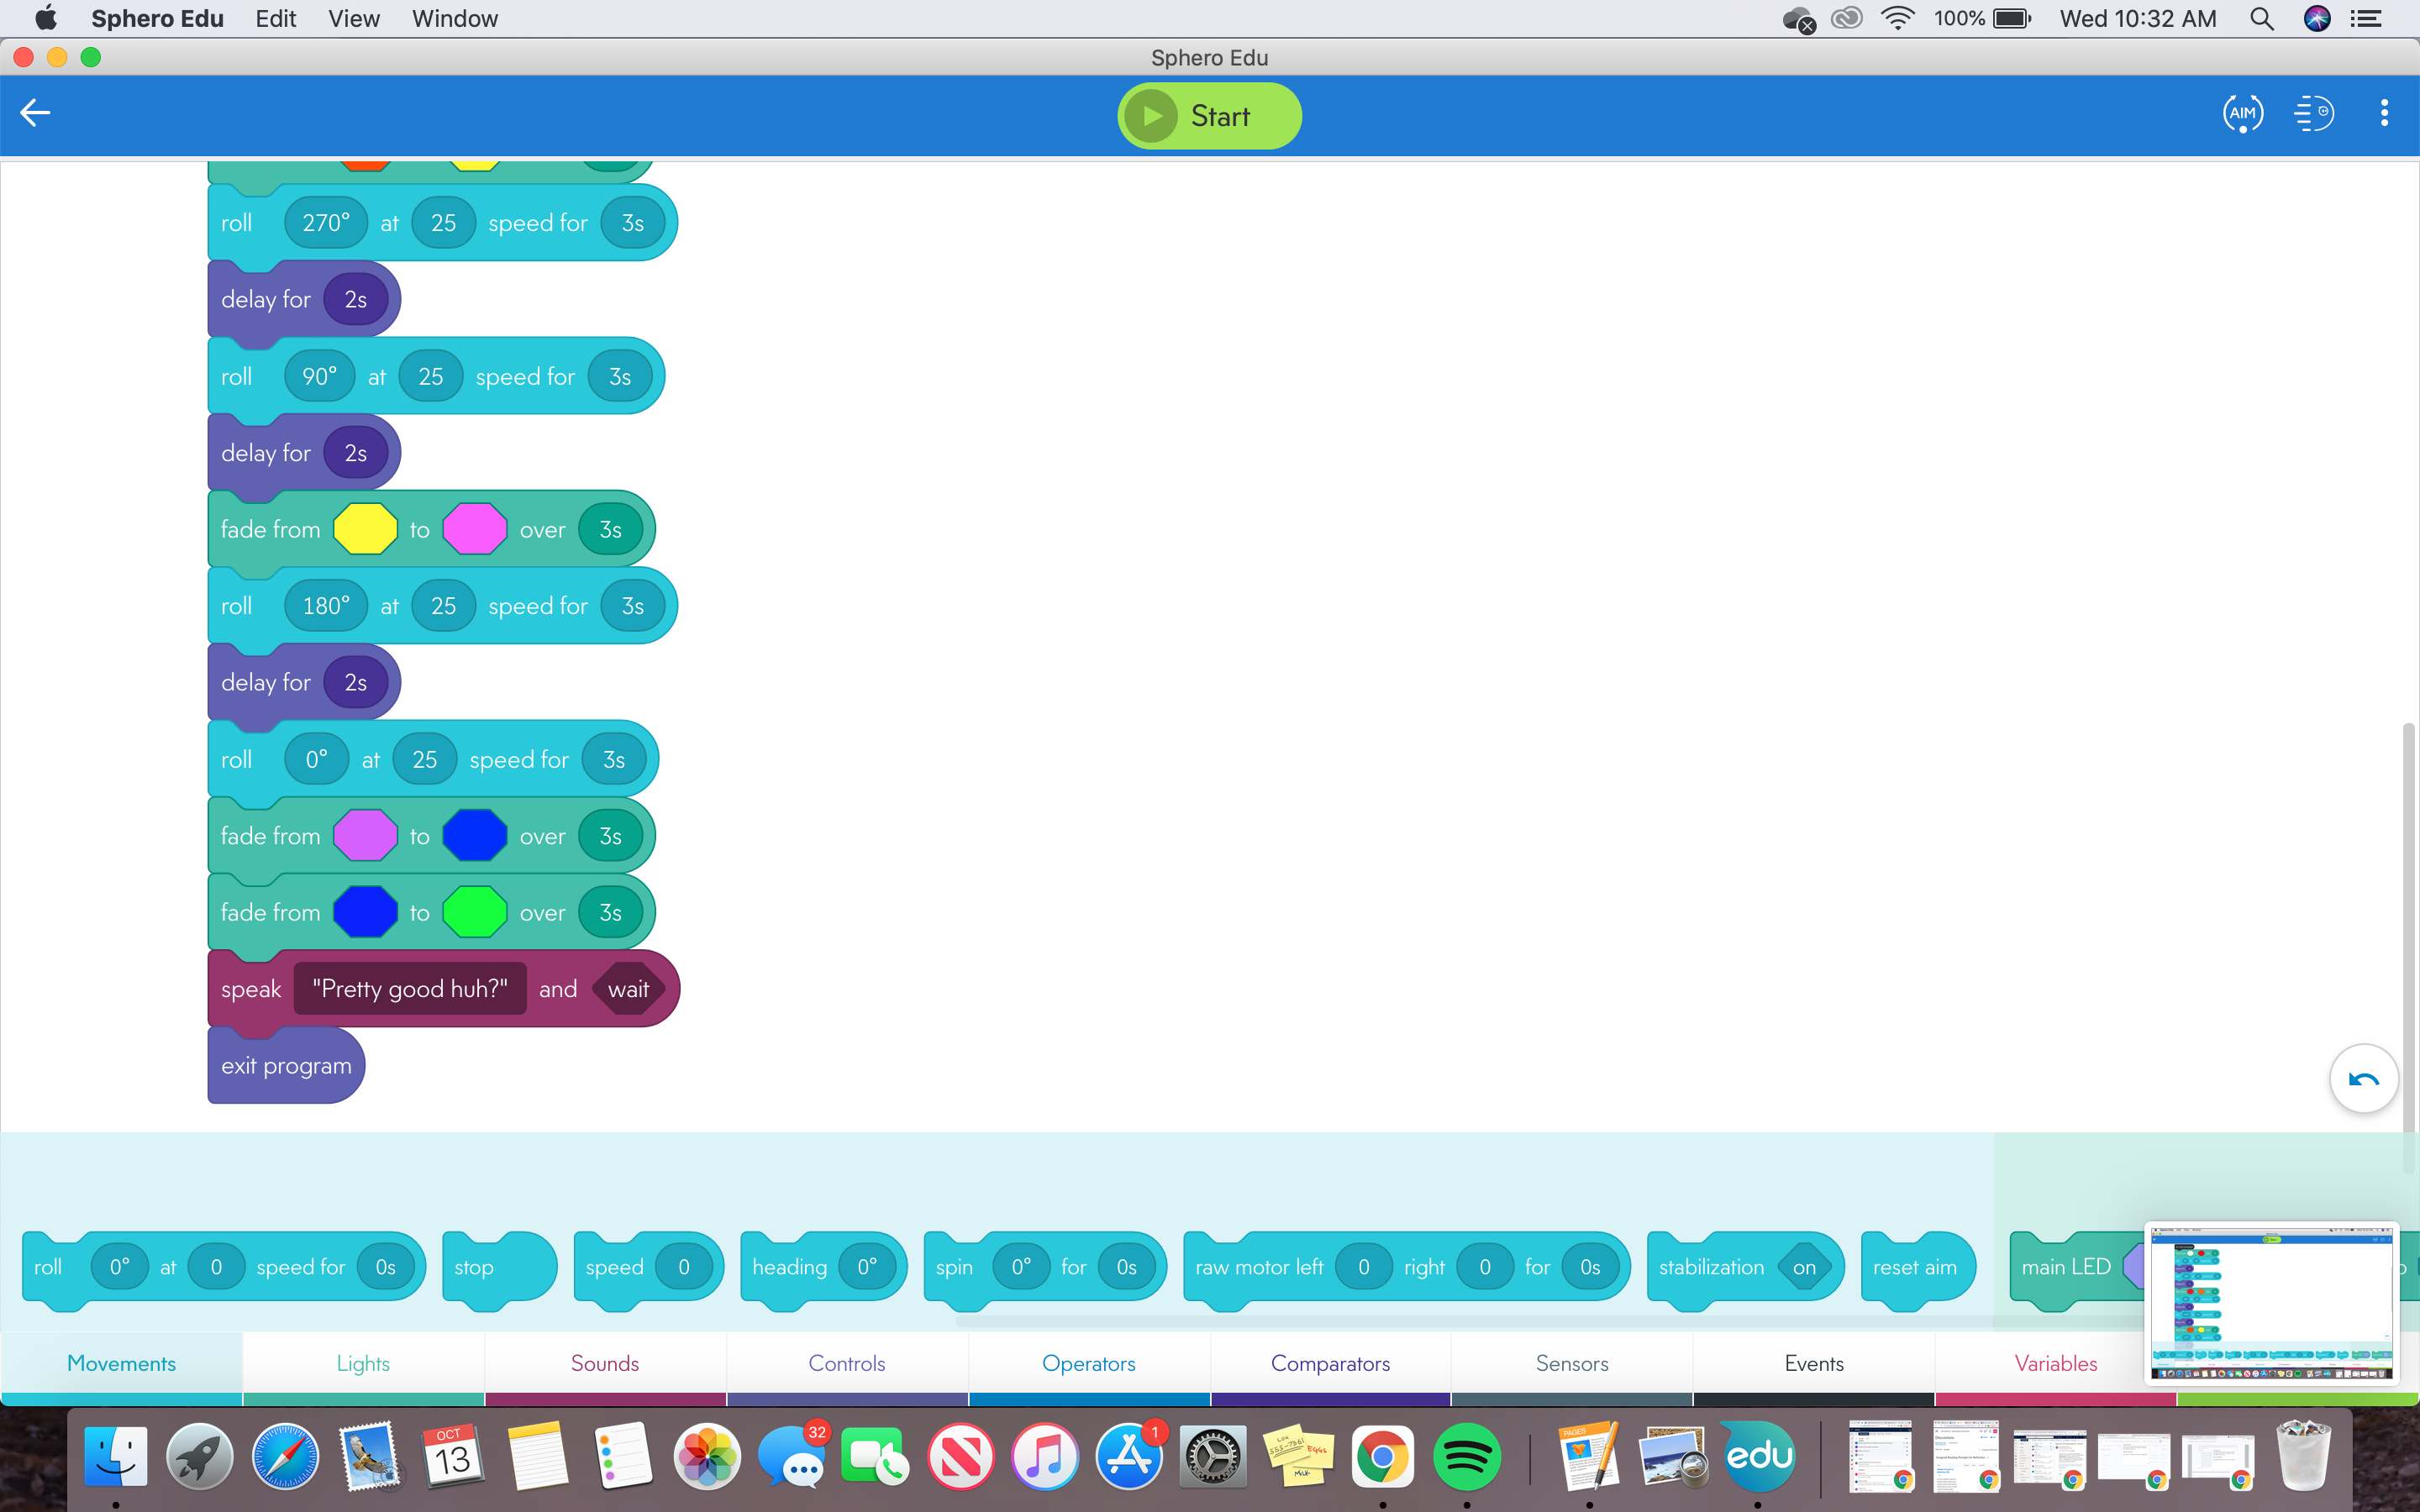 Sphero Edu Edit View Window 100% Wed 10:32 AM
Sphero Edu
Start
AIM
roll 270° at 25 speed for 3s
delay for 2s
roll 90° at 25 speed for 3s
delay for 2s
fade from to over 3s
roll 180° at 25 speed for 3s
delay for 2s
roll 0° at 25 speed for 3s
fade from to over 3s
fade from to over 3s
speak "Pretty good huh?" and wait
exit program
roll 0° at 0 speed for 0s stop speed 0 heading 0° spin 0° for 0s raw motor left 0 right 0 for 0s stabilization on reset aim main LED
Movements Lights Sounds Controls Operators Comparators Sensors Events Variables
OCT
13
32
1
PAGES
edu